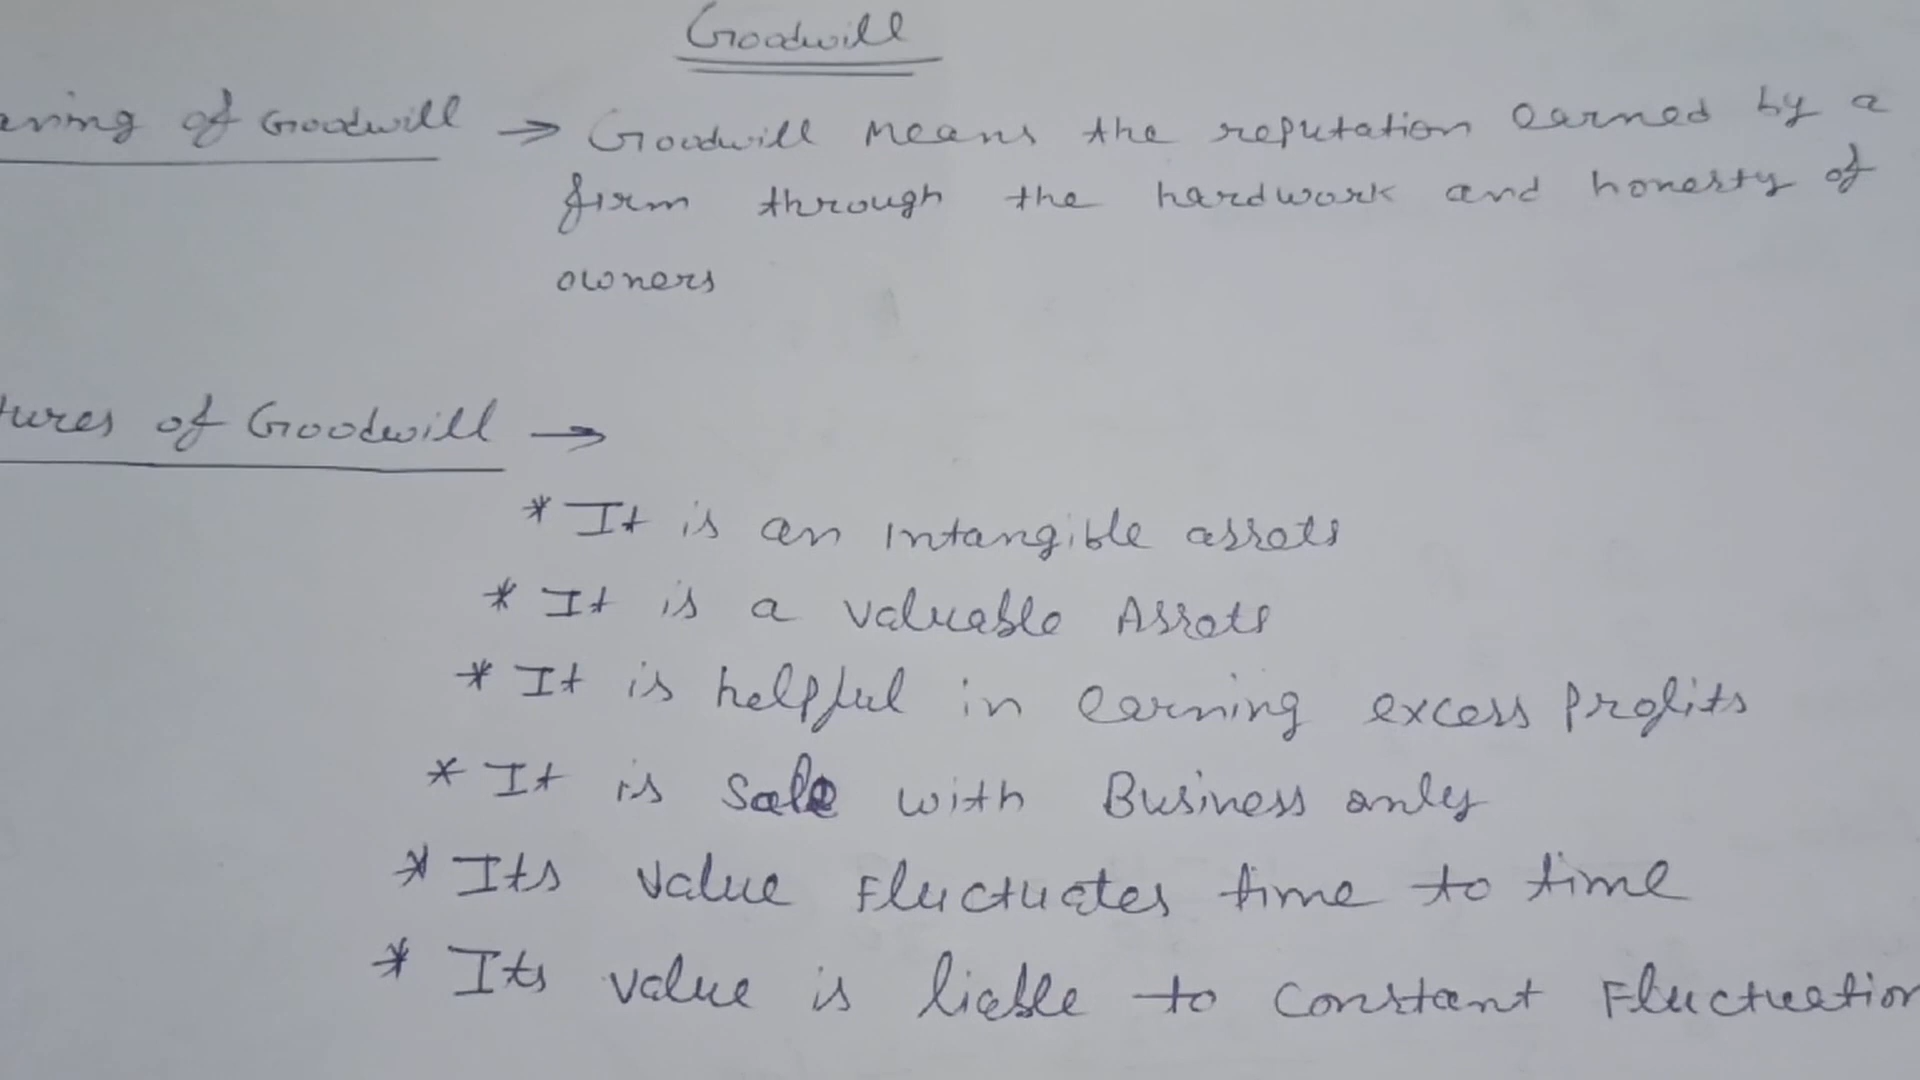 Goodwill
aning of Goodwill → Goodwill Means the reputation earned by a
firm through the hardwork and honesty of
owners
tures of Goodwill →
* It is an Intangible assets
* It is a valuable Assets
* It is helpful in earning excess Profits
* It is Sale with Business only
* Its value Fluctuates time to time
* Its value is liable to constant Fluctuation